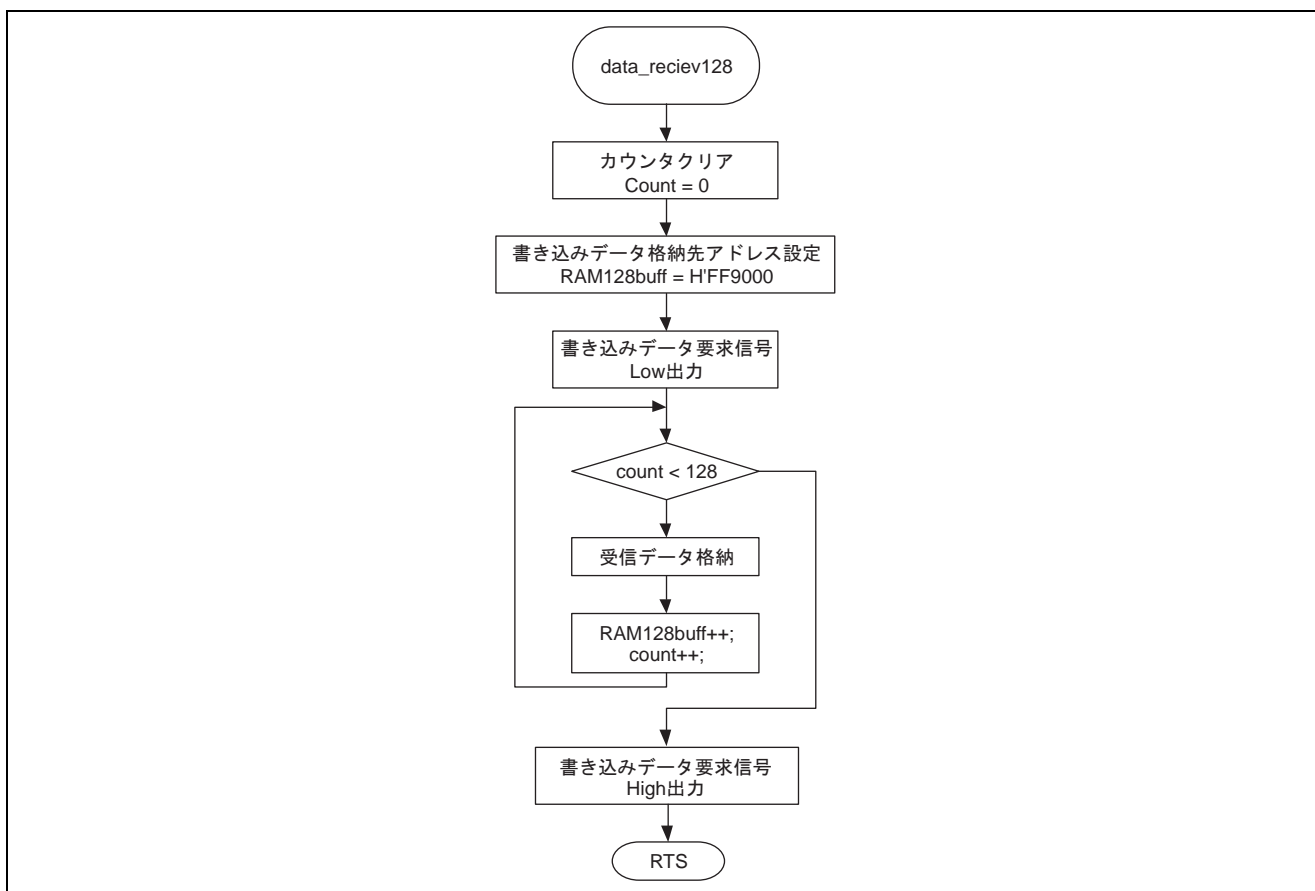 data_reciev128
カウンタクリア
Count = 0
書き込みデータ格納先アドレス設定
RAM128buff = H'FF9000
書き込みデータ要求信号
Low出力
count < 128
受信データ格納
RAM128buff++;
count++;
書き込みデータ要求信号
High出力
RTS